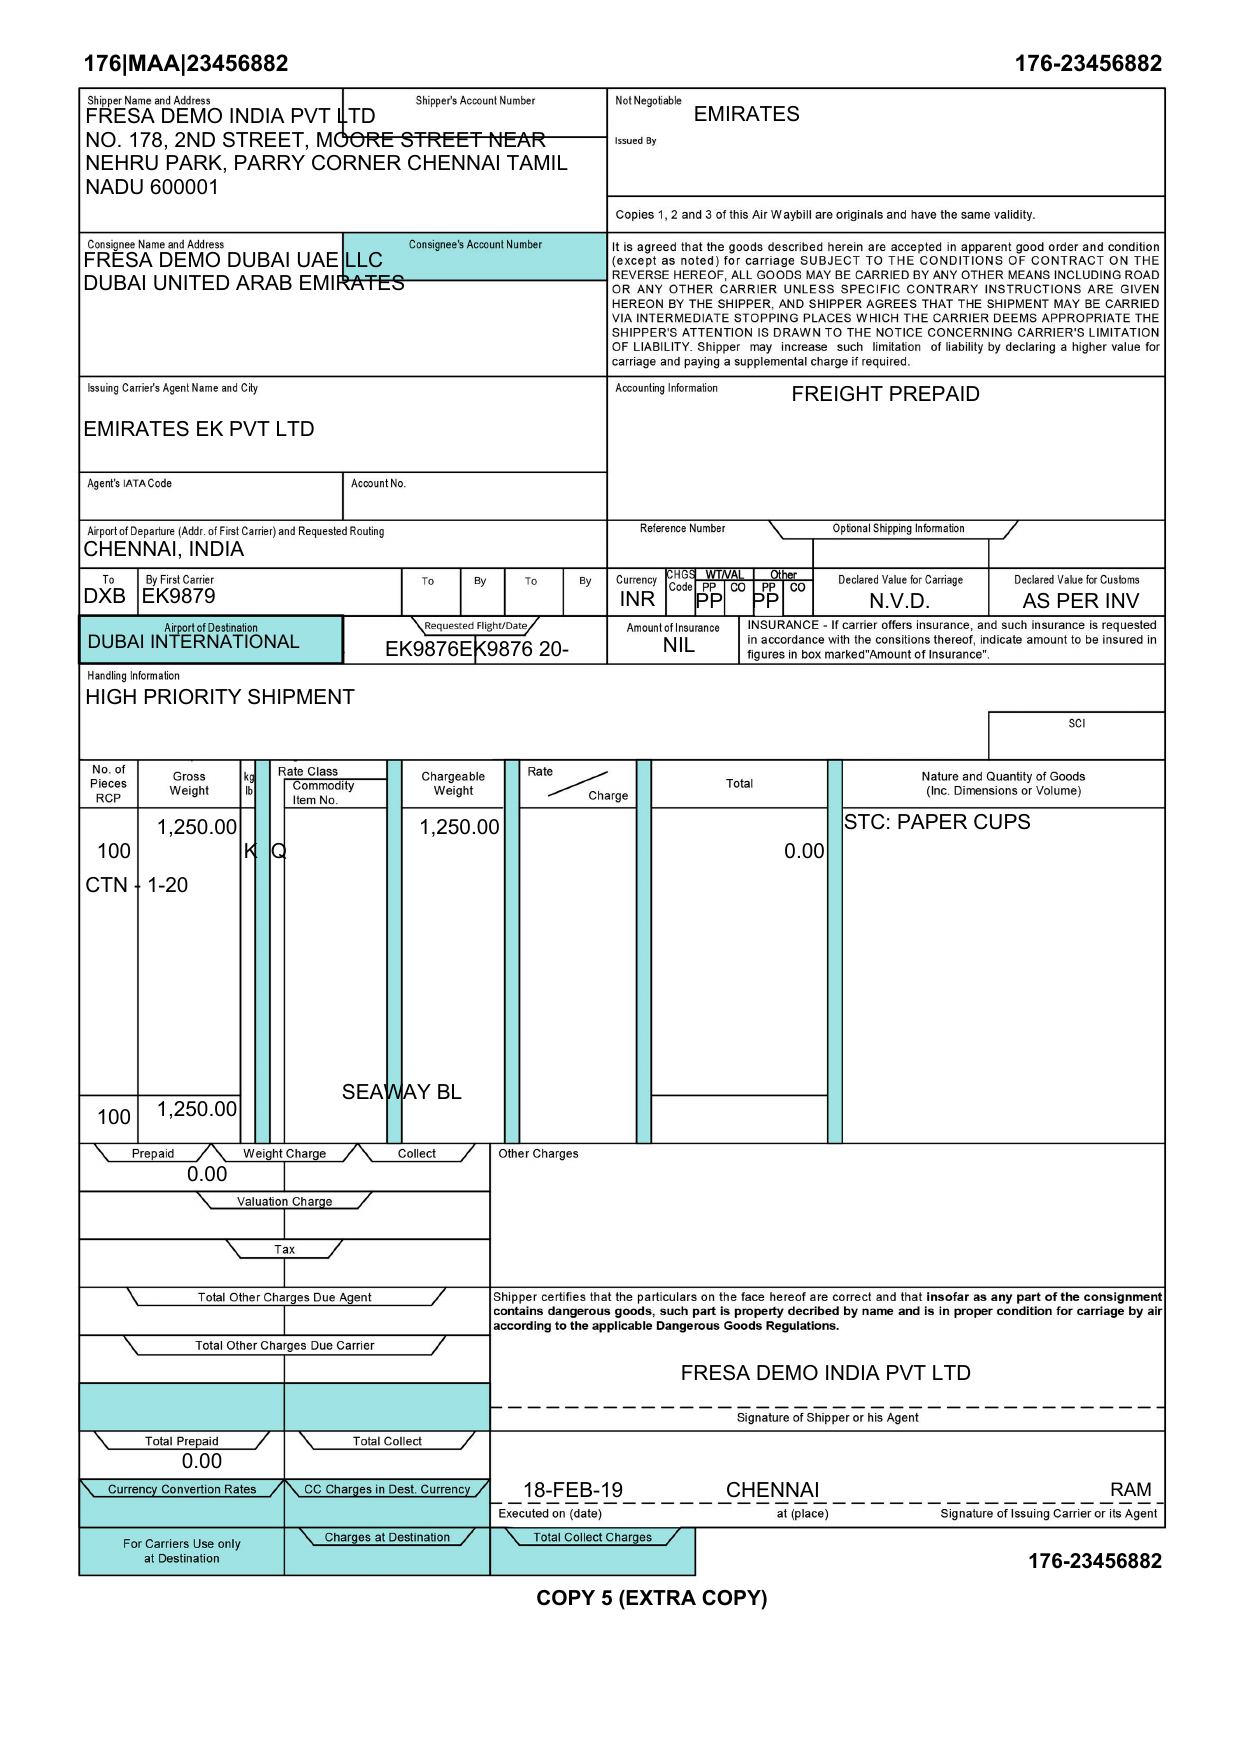 176|MAA|23456882
176-23456882
Shipper Name and Address
Shipper's Account Number
FRESA DEMO INDIA PVT LTD
NO. 178, 2ND STREET, MOORE STREET NEAR
NEHRU PARK, PARRY CORNER CHENNAI TAMIL
NADU 600001
Not Negotiable
EMIRATES
Issued By
Copies 1, 2 and 3 of this Air Waybill are originals and have the same validity.
Consignee Name and Address
Consignee's Account Number
FRESA DEMO DUBAI UAE LLC
DUBAI UNITED ARAB EMIRATES
It is agreed that the goods described herein are accepted in apparent good order and condition
(except as noted) for carriage SUBJECT TO THE CONDITIONS OF CONTRACT ON THE
REVERSE HEREOF, ALL GOODS MAY BE CARRIED BY ANY OTHER MEANS INCLUDING ROAD
OR ANY OTHER CARRIER UNLESS SPECIFIC CONTRARY INSTRUCTIONS ARE GIVEN
HEREON BY THE SHIPPER, AND SHIPPER AGREES THAT THE SHIPMENT MAY BE CARRIED
VIA INTERMEDIATE STOPPING PLACES WHICH THE CARRIER DEEMS APPROPRIATE THE
SHIPPER'S ATTENTION IS DRAWN TO THE NOTICE CONCERNING CARRIER'S LIMITATION
OF LIABILITY. Shipper may increase such limitation of liability by declaring a higher value for
carriage and paying a supplemental charge if required.
Issuing Carrier's Agent Name and City
EMIRATES EK PVT LTD
Accounting Information
FREIGHT PREPAID
Agent's IATA Code
Account No.
Airport of Departure (Addr. of First Carrier) and Requested Routing
CHENNAI, INDIA
Reference Number
Optional Shipping Information
To
DXB
By First Carrier
EK9879
To
By
To
By
Currency
INR
CHGS
Code
WT/VAL
PP
CO
PP
Other
PP
CO
PP
Declared Value for Carriage
N.V.D.
Declared Value for Customs
AS PER INV
Airport of Destination
DUBAI INTERNATIONAL
Requested Flight/Date
EK9876EK9876 20-
Amount of Insurance
NIL
INSURANCE - If carrier offers insurance, and such insurance is requested
in accordance with the consitions thereof, indicate amount to be insured in
figures in box marked"Amount of Insurance".
Handling Information
HIGH PRIORITY SHIPMENT
SCI
No. of
Pieces
RCP
Gross
Weight
kg
lb
Rate Class
Commodity
Item No.
Chargeable
Weight
Rate
Charge
Total
Nature and Quantity of Goods
(Inc. Dimensions or Volume)
1,250.00
1,250.00
STC: PAPER CUPS
100
K
Q
0.00
CTN - 1-20
SEAWAY BL
100
1,250.00
Prepaid
Weight Charge
Collect
Other Charges
0.00
Valuation Charge
Tax
Total Other Charges Due Agent
Shipper certifies that the particulars on the face hereof are correct and that insofar as any part of the consignment
contains dangerous goods, such part is property decribed by name and is in proper condition for carriage by air
according to the applicable Dangerous Goods Regulations.
Total Other Charges Due Carrier
FRESA DEMO INDIA PVT LTD
Signature of Shipper or his Agent
Total Prepaid
Total Collect
0.00
Currency Convertion Rates
CC Charges in Dest. Currency
18-FEB-19
CHENNAI
RAM
Executed on (date)
at (place)
Signature of Issuing Carrier or its Agent
For Carriers Use only
at Destination
Charges at Destination
Total Collect Charges
176-23456882
COPY 5 (EXTRA COPY)